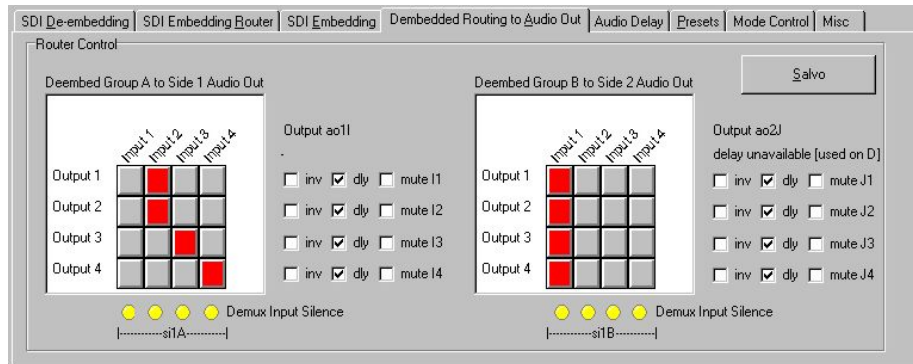 SDI De-embedding SDI Embedding Router SDI Embedding Dembedded Routing to Audio Out Audio Delay Presets Mode Control Misc
Router Control
Salvo
Deembed Group A to Side 1 Audio Out
Input 1 Input 2 Input 3 Input 4
Output 1
Output 2
Output 3
Output 4
Output ao1I
-
inv dly mute I1
inv dly mute I2
inv dly mute I3
inv dly mute I4
Demux Input Silence
|-----------si1A----------|
Deembed Group B to Side 2 Audio Out
Input 1 Input 2 Input 3 Input 4
Output 1
Output 2
Output 3
Output 4
Output ao2J
delay unavailable [used on D]
inv dly mute J1
inv dly mute J2
inv dly mute J3
inv dly mute J4
Demux Input Silence
|-----------si1B----------|